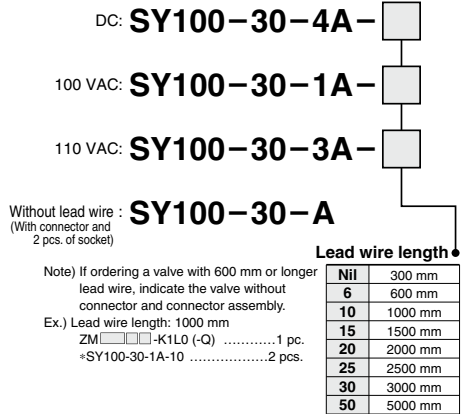 DC: SY100-30-4A-
100 VAC: SY100-30-1A-
110 VAC: SY100-30-3A-
Without lead wire : SY100-30-A
(With connector and
2 pcs. of socket)
Lead wire length
Nil 300 mm
6 600 mm
10 1000 mm
15 1500 mm
20 2000 mm
25 2500 mm
30 3000 mm
50 5000 mm
Note) If ordering a valve with 600 mm or longer
lead wire, indicate the valve without
connector and connector assembly.
Ex.) Lead wire length: 1000 mm
ZM□□□-K1L0 (-Q) ............1 pc.
*SY100-30-1A-10 ..................2 pcs.